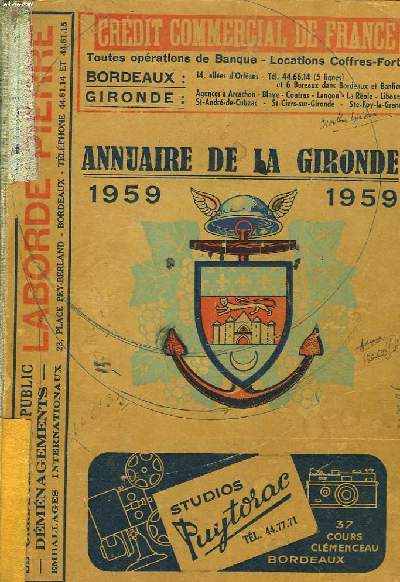 CRÉDIT COMMERCIAL DE FRANCE
Toutes opérations de Banque - Locations Coffres-Forts
BORDEAUX : 14, allées d'Orléans - Tél. 44.66.14 (5 lignes)
et 6 Bureaux dans Bordeaux et Banlieue
GIRONDE : Agences à Arcachon - Blaye - Coutras - Langon - La Réole - Libourne
St-André-de-Cubzac - St-Ciers-sur-Gironde - Ste-Foy-la-Grande
ANNUAIRE DE LA GIRONDE
1959 1959
STUDIOS
Puytorac
TÉL. 44.77.71
37
COURS
CLÉMENCEAU
BORDEAUX
LABORDE PIERRE
23, PLACE PEY-BERLAND - BORDEAUX - TÉLÉPHONE 44.61.14 ET 44.61.15
PUBLIC
— DÉMÉNAGEMENTS —
EMBALLAGES INTERNATIONAUX